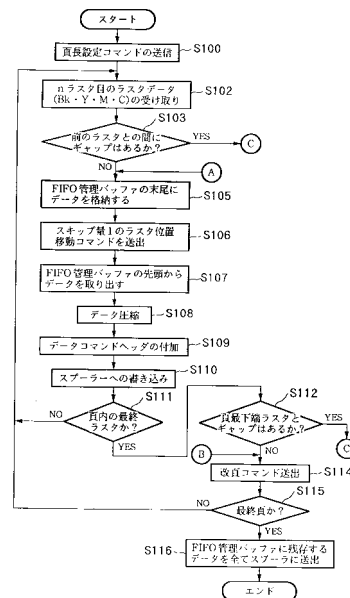 スタート
頁長設定コマンドの送信
S100
nラスタ目のラスタデータ
(Bk・Y・M・C)の受け取り
S102
S103
前のラスタとの間に
ギャップはあるか?
YES
C
NO
A
FIFO管理バッファの末尾に
データを格納する
S105
スキップ量1のラスタ位置
移動コマンドを送出
S106
FIFO管理バッファの先頭から
データを取り出す
S107
データ圧縮
S108
データコマンドヘッダの付加
S109
スプーラーへの書き込み
S110
S111
NO
頁内の最終
ラスタか?
YES
S112
頁最下端ラスタと
ギャップはあるか?
YES
C
B
NO
改頁コマンド送出
S114
S115
NO
最終頁か?
YES
S116
FIFO管理バッファに残存する
データを全てスプーラに送出
エンド